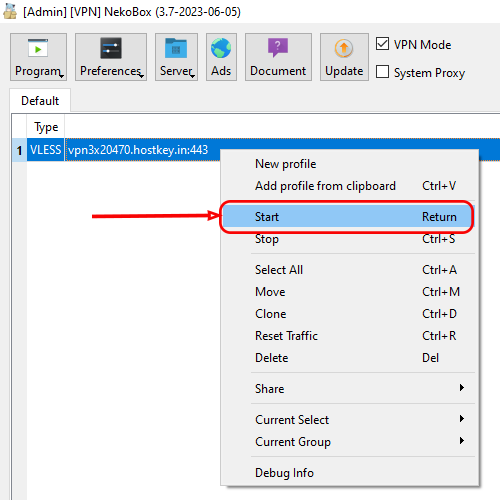 [Admin] [VPN] NekoBox (3.7-2023-06-05)
Program Preferences Server Ads Document Update
VPN Mode
System Proxy
Default
Type
1 VLESS vpn3x20470.hostkey.in:443
New profile
Add profile from clipboard Ctrl+V
Start Return
Stop Ctrl+S
Select All Ctrl+A
Move Ctrl+M
Clone Ctrl+D
Reset Traffic Ctrl+R
Delete Del
Share
Current Select
Current Group
Debug Info